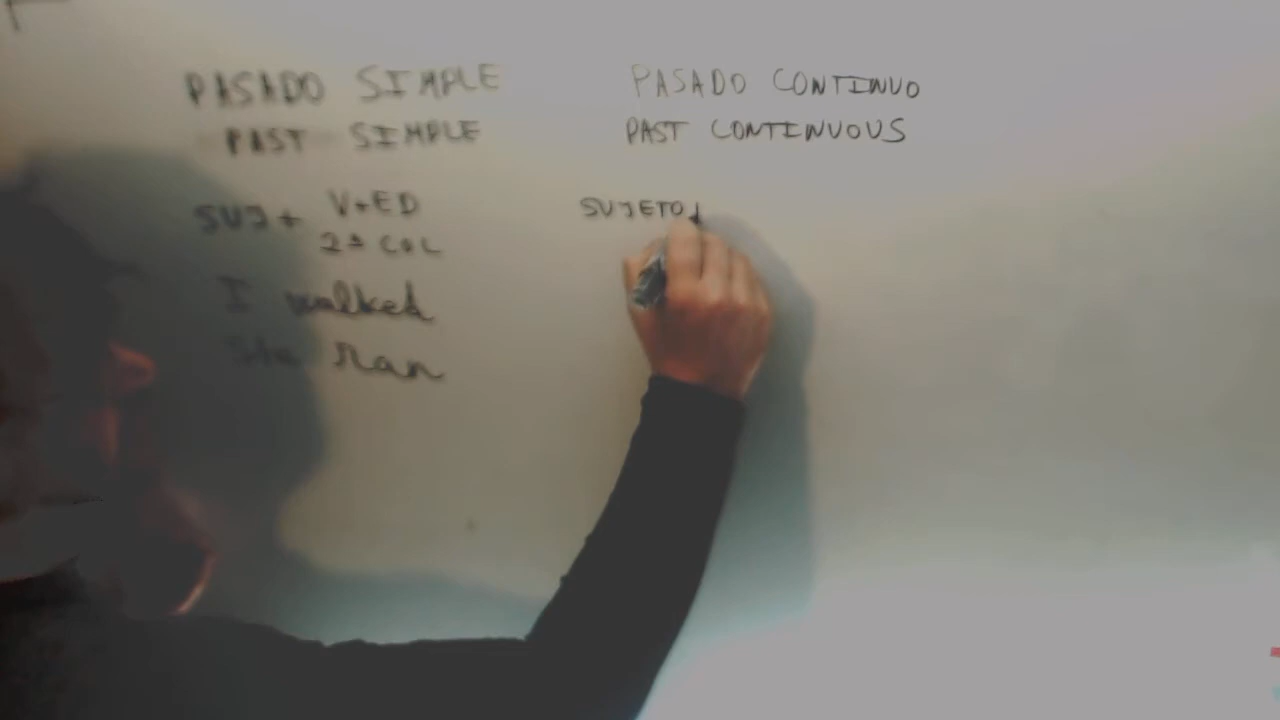 PASADO SIMPLE
PAST SIMPLE
SUJ + V+ED
2ª COL
I walked
She ran
PASADO CONTINUO
PAST CONTINUOUS
SUJETO